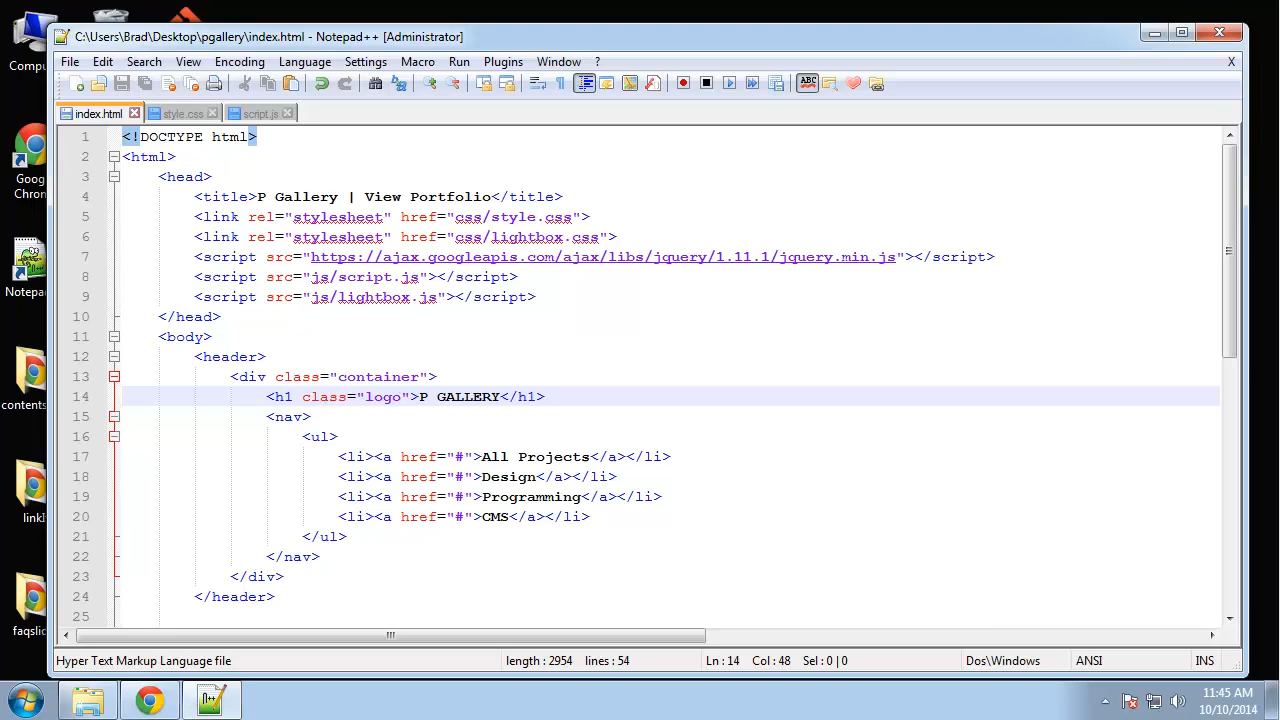 C:\Users\Brad\Desktop\pgallery\index.html - Notepad++ [Administrator]
File Edit Search View Encoding Language Settings Macro Run Plugins Window ? X
index.html style.css script.js
1 <!DOCTYPE html>
2 <html>
3 <head>
4 <title>P Gallery | View Portfolio</title>
5 <link rel="stylesheet" href="css/style.css">
6 <link rel="stylesheet" href="css/lightbox.css">
7 <script src="https://ajax.googleapis.com/ajax/libs/jquery/1.11.1/jquery.min.js"></script>
8 <script src="js/script.js"></script>
9 <script src="js/lightbox.js"></script>
10 </head>
11 <body>
12 <header>
13 <div class="container">
14 <h1 class="logo">P GALLERY</h1>
15 <nav>
16 <ul>
17 <li><a href="#">All Projects</a></li>
18 <li><a href="#">Design</a></li>
19 <li><a href="#">Programming</a></li>
20 <li><a href="#">CMS</a></li>
21 </ul>
22 </nav>
23 </div>
24 </header>
25
Hyper Text Markup Language file length : 2954 lines : 54 Ln : 14 Col : 48 Sel : 0 | 0 Dos\Windows ANSI INS
Compu
Goog
Chron
Notepa
contents
linkl
faqslic
11:45 AM
10/10/2014